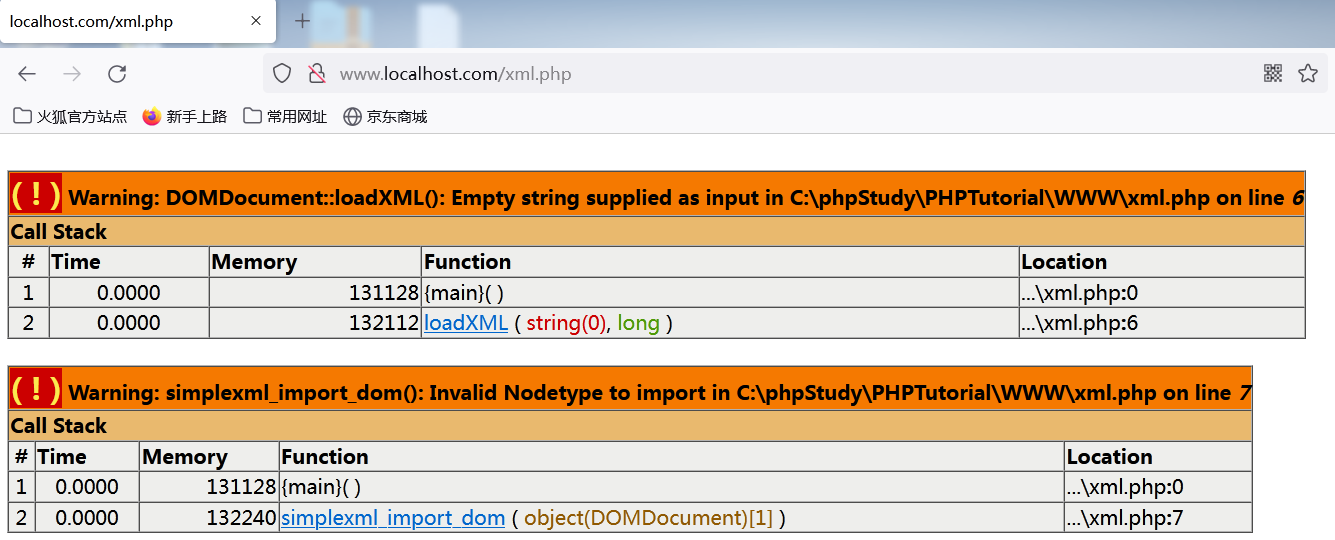 localhost.com/xml.php
www.localhost.com/xml.php
火狐官方站点 新手上路 常用网址 京东商城
( ! ) Warning: DOMDocument::loadXML(): Empty string supplied as input in C:\phpStudy\PHPTutorial\WWW\xml.php on line 6
Call Stack
# Time Memory Function Location
1 0.0000 131128 {main}( ) ...\xml.php:0
2 0.0000 132112 loadXML ( string(0), long ) ...\xml.php:6
( ! ) Warning: simplexml_import_dom(): Invalid Nodetype to import in C:\phpStudy\PHPTutorial\WWW\xml.php on line 7
Call Stack
# Time Memory Function Location
1 0.0000 131128 {main}( ) ...\xml.php:0
2 0.0000 132240 simplexml_import_dom ( object(DOMDocument)[1] ) ...\xml.php:7